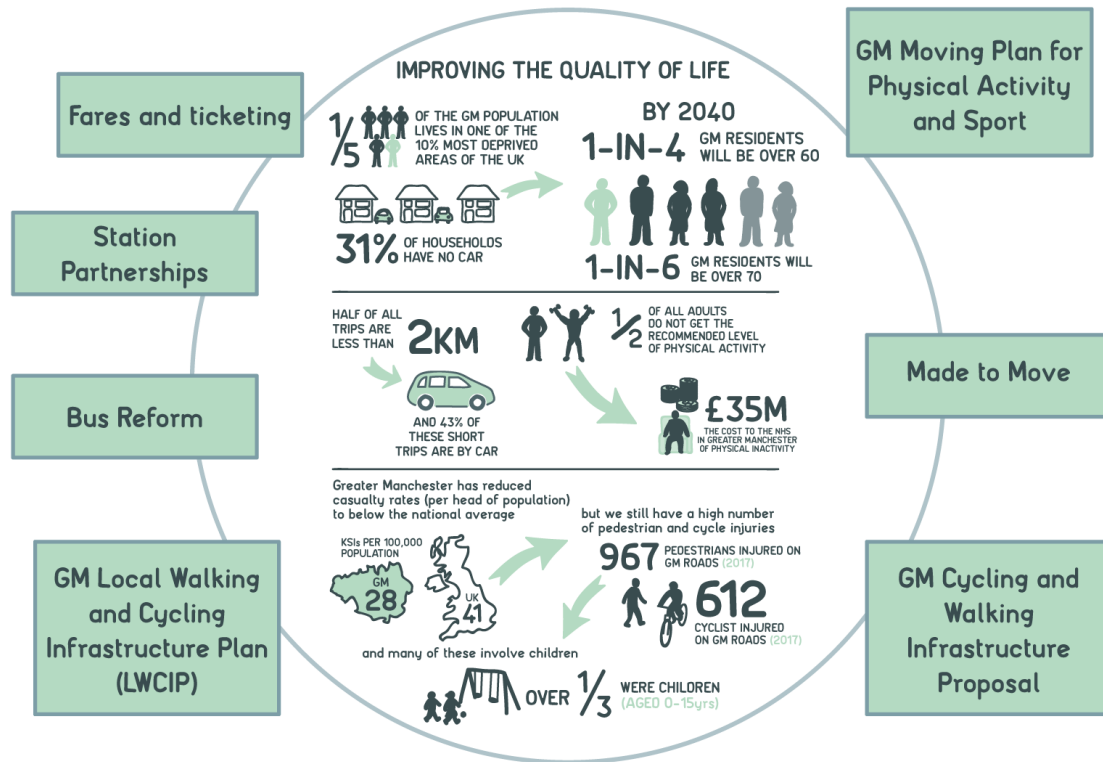 IMPROVING THE QUALITY OF LIFE
1/5
OF THE GM POPULATION
LIVES IN ONE OF THE
10% MOST DEPRIVED
AREAS OF THE UK
31%
OF HOUSEHOLDS
HAVE NO CAR
BY 2040
1-IN-4
GM RESIDENTS
WILL BE OVER 60
1-IN-6
GM RESIDENTS WILL
BE OVER 70
HALF OF ALL
TRIPS ARE
LESS THAN
2KM
AND 43% OF
THESE SHORT
TRIPS ARE BY CAR
1/2
OF ALL ADULTS
DO NOT GET THE
RECOMMENDED LEVEL
OF PHYSICAL ACTIVITY
£35M
THE COST TO THE NHS
IN GREATER MANCHESTER
OF PHYSICAL INACTIVITY
Greater Manchester has reduced
casualty rates (per head of population)
to below the national average
KSIs PER 100,000
POPULATION
GM
28
UK
41
but we still have a high number
of pedestrian and cycle injuries
967
PEDESTRIANS INJURED ON
GM ROADS (2017)
612
CYCLIST INJURED
ON GM ROADS (2017)
and many of these involve children
OVER
1/3
WERE CHILDREN
(AGED 0-15yrs)
Fares and ticketing
Station
Partnerships
Bus Reform
GM Local Walking
and Cycling
Infrastructure Plan
(LWCIP)
GM Moving Plan for
Physical Activity
and Sport
Made to Move
GM Cycling and
Walking
Infrastructure
Proposal